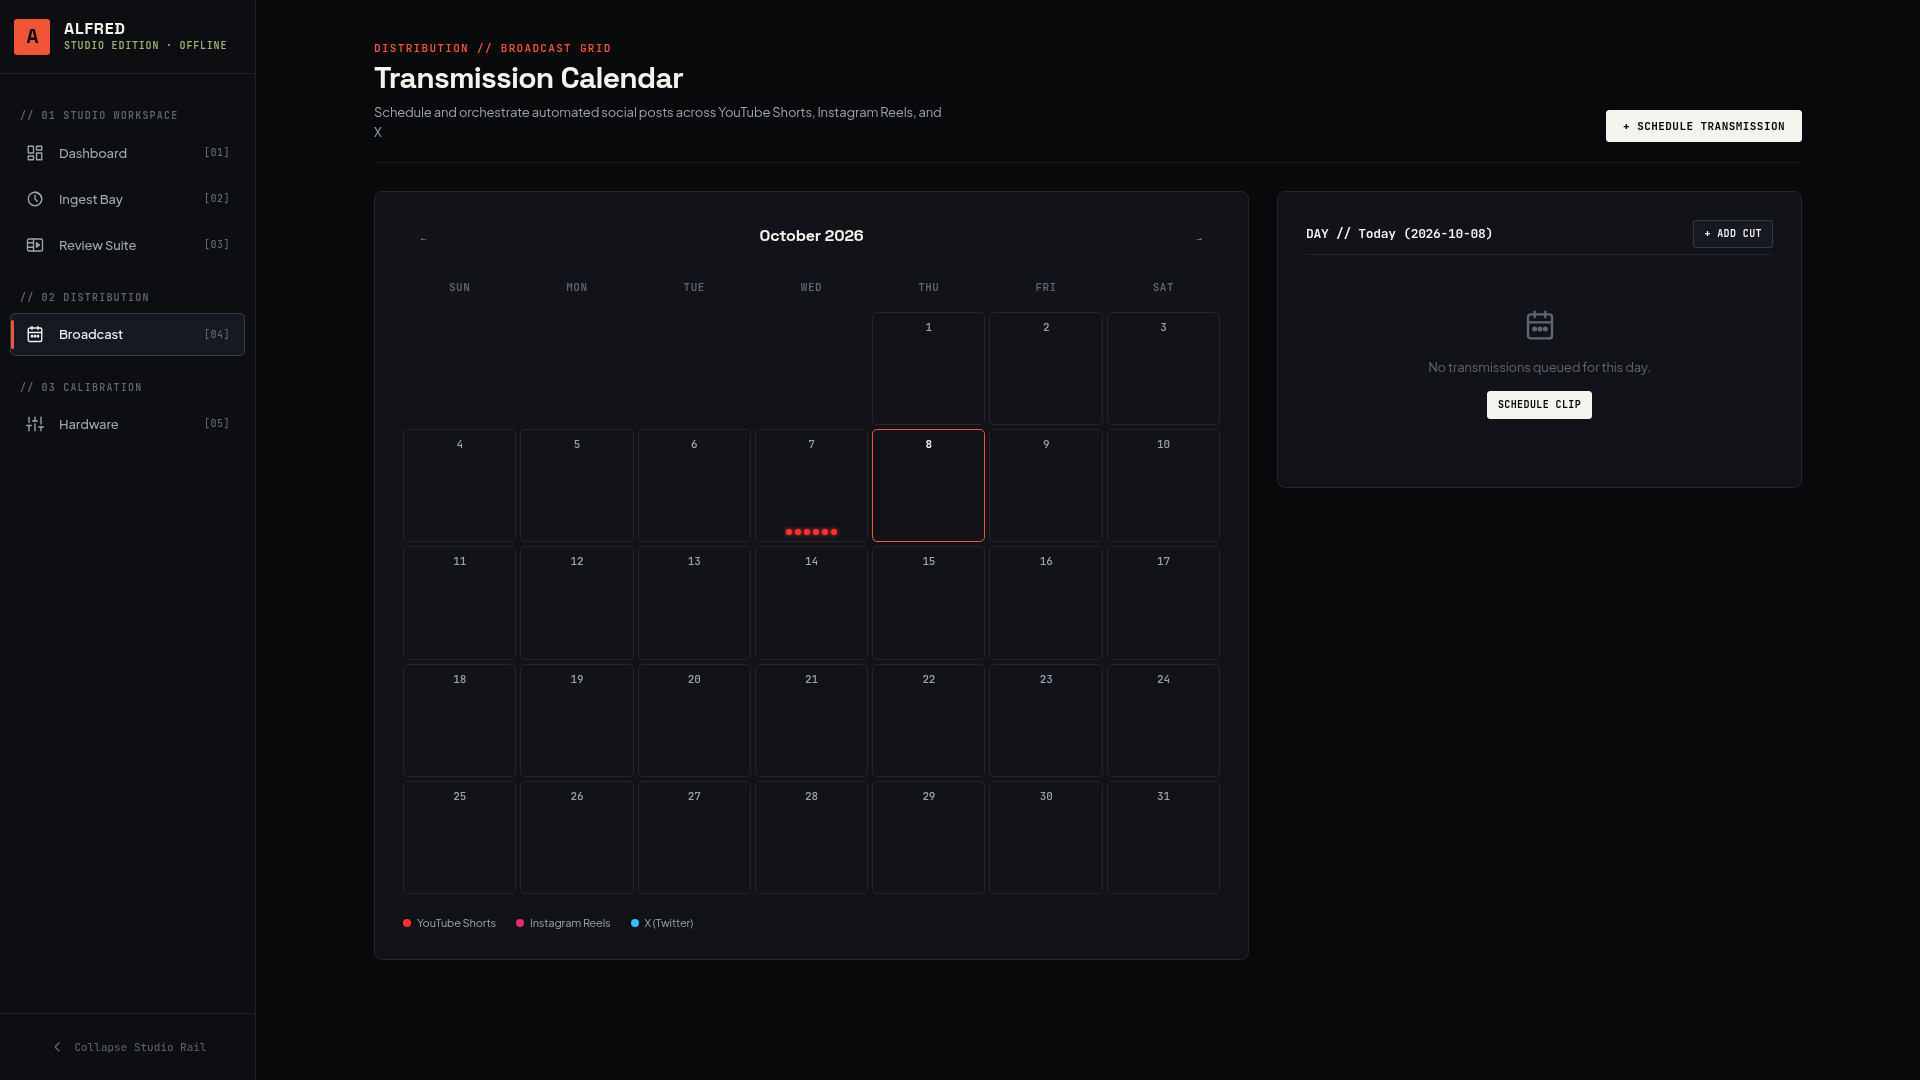 A
ALFRED
STUDIO EDITION · OFFLINE
// 01 STUDIO WORKSPACE
Dashboard [01]
Ingest Bay [02]
Review Suite [03]
// 02 DISTRIBUTION
Broadcast [04]
// 03 CALIBRATION
Hardware [05]
Collapse Studio Rail
DISTRIBUTION // BROADCAST GRID
Transmission Calendar
Schedule and orchestrate automated social posts across YouTube Shorts, Instagram Reels, and
X
+ SCHEDULE TRANSMISSION
← October 2026 →
SUN MON TUE WED THU FRI SAT
1 2 3
4 5 6 7 8 9 10
11 12 13 14 15 16 17
18 19 20 21 22 23 24
25 26 27 28 29 30 31
YouTube Shorts Instagram Reels X (Twitter)
DAY // Today (2026-10-08) + ADD CUT
No transmissions queued for this day.
SCHEDULE CLIP